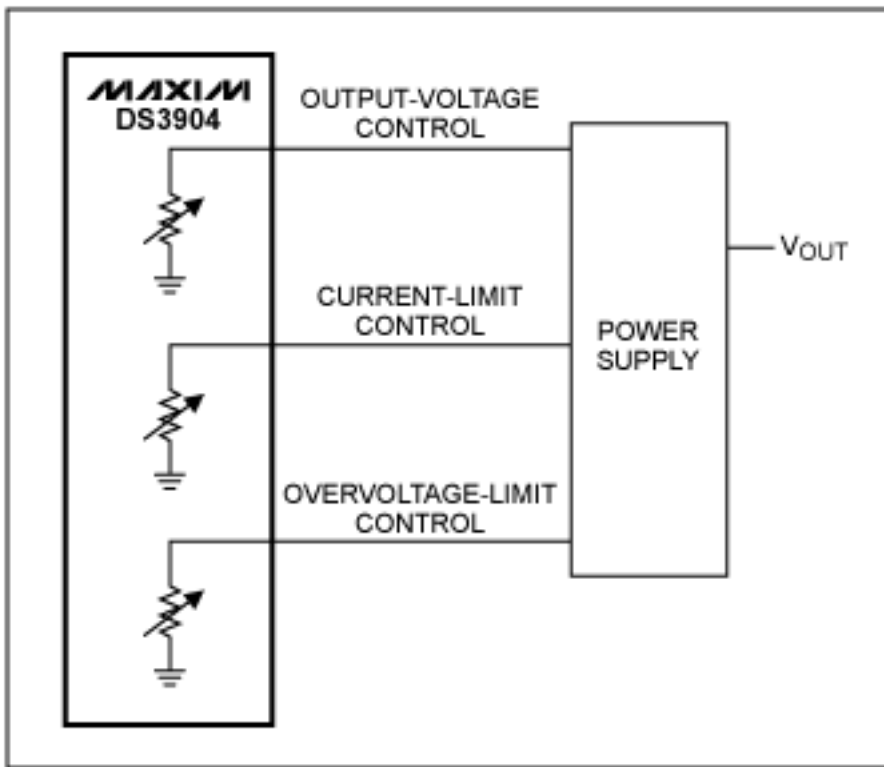 MAXIM
DS3904
OUTPUT-VOLTAGE
CONTROL
CURRENT-LIMIT
CONTROL
OVERVOLTAGE-LIMIT
CONTROL
POWER
SUPPLY
VOUT